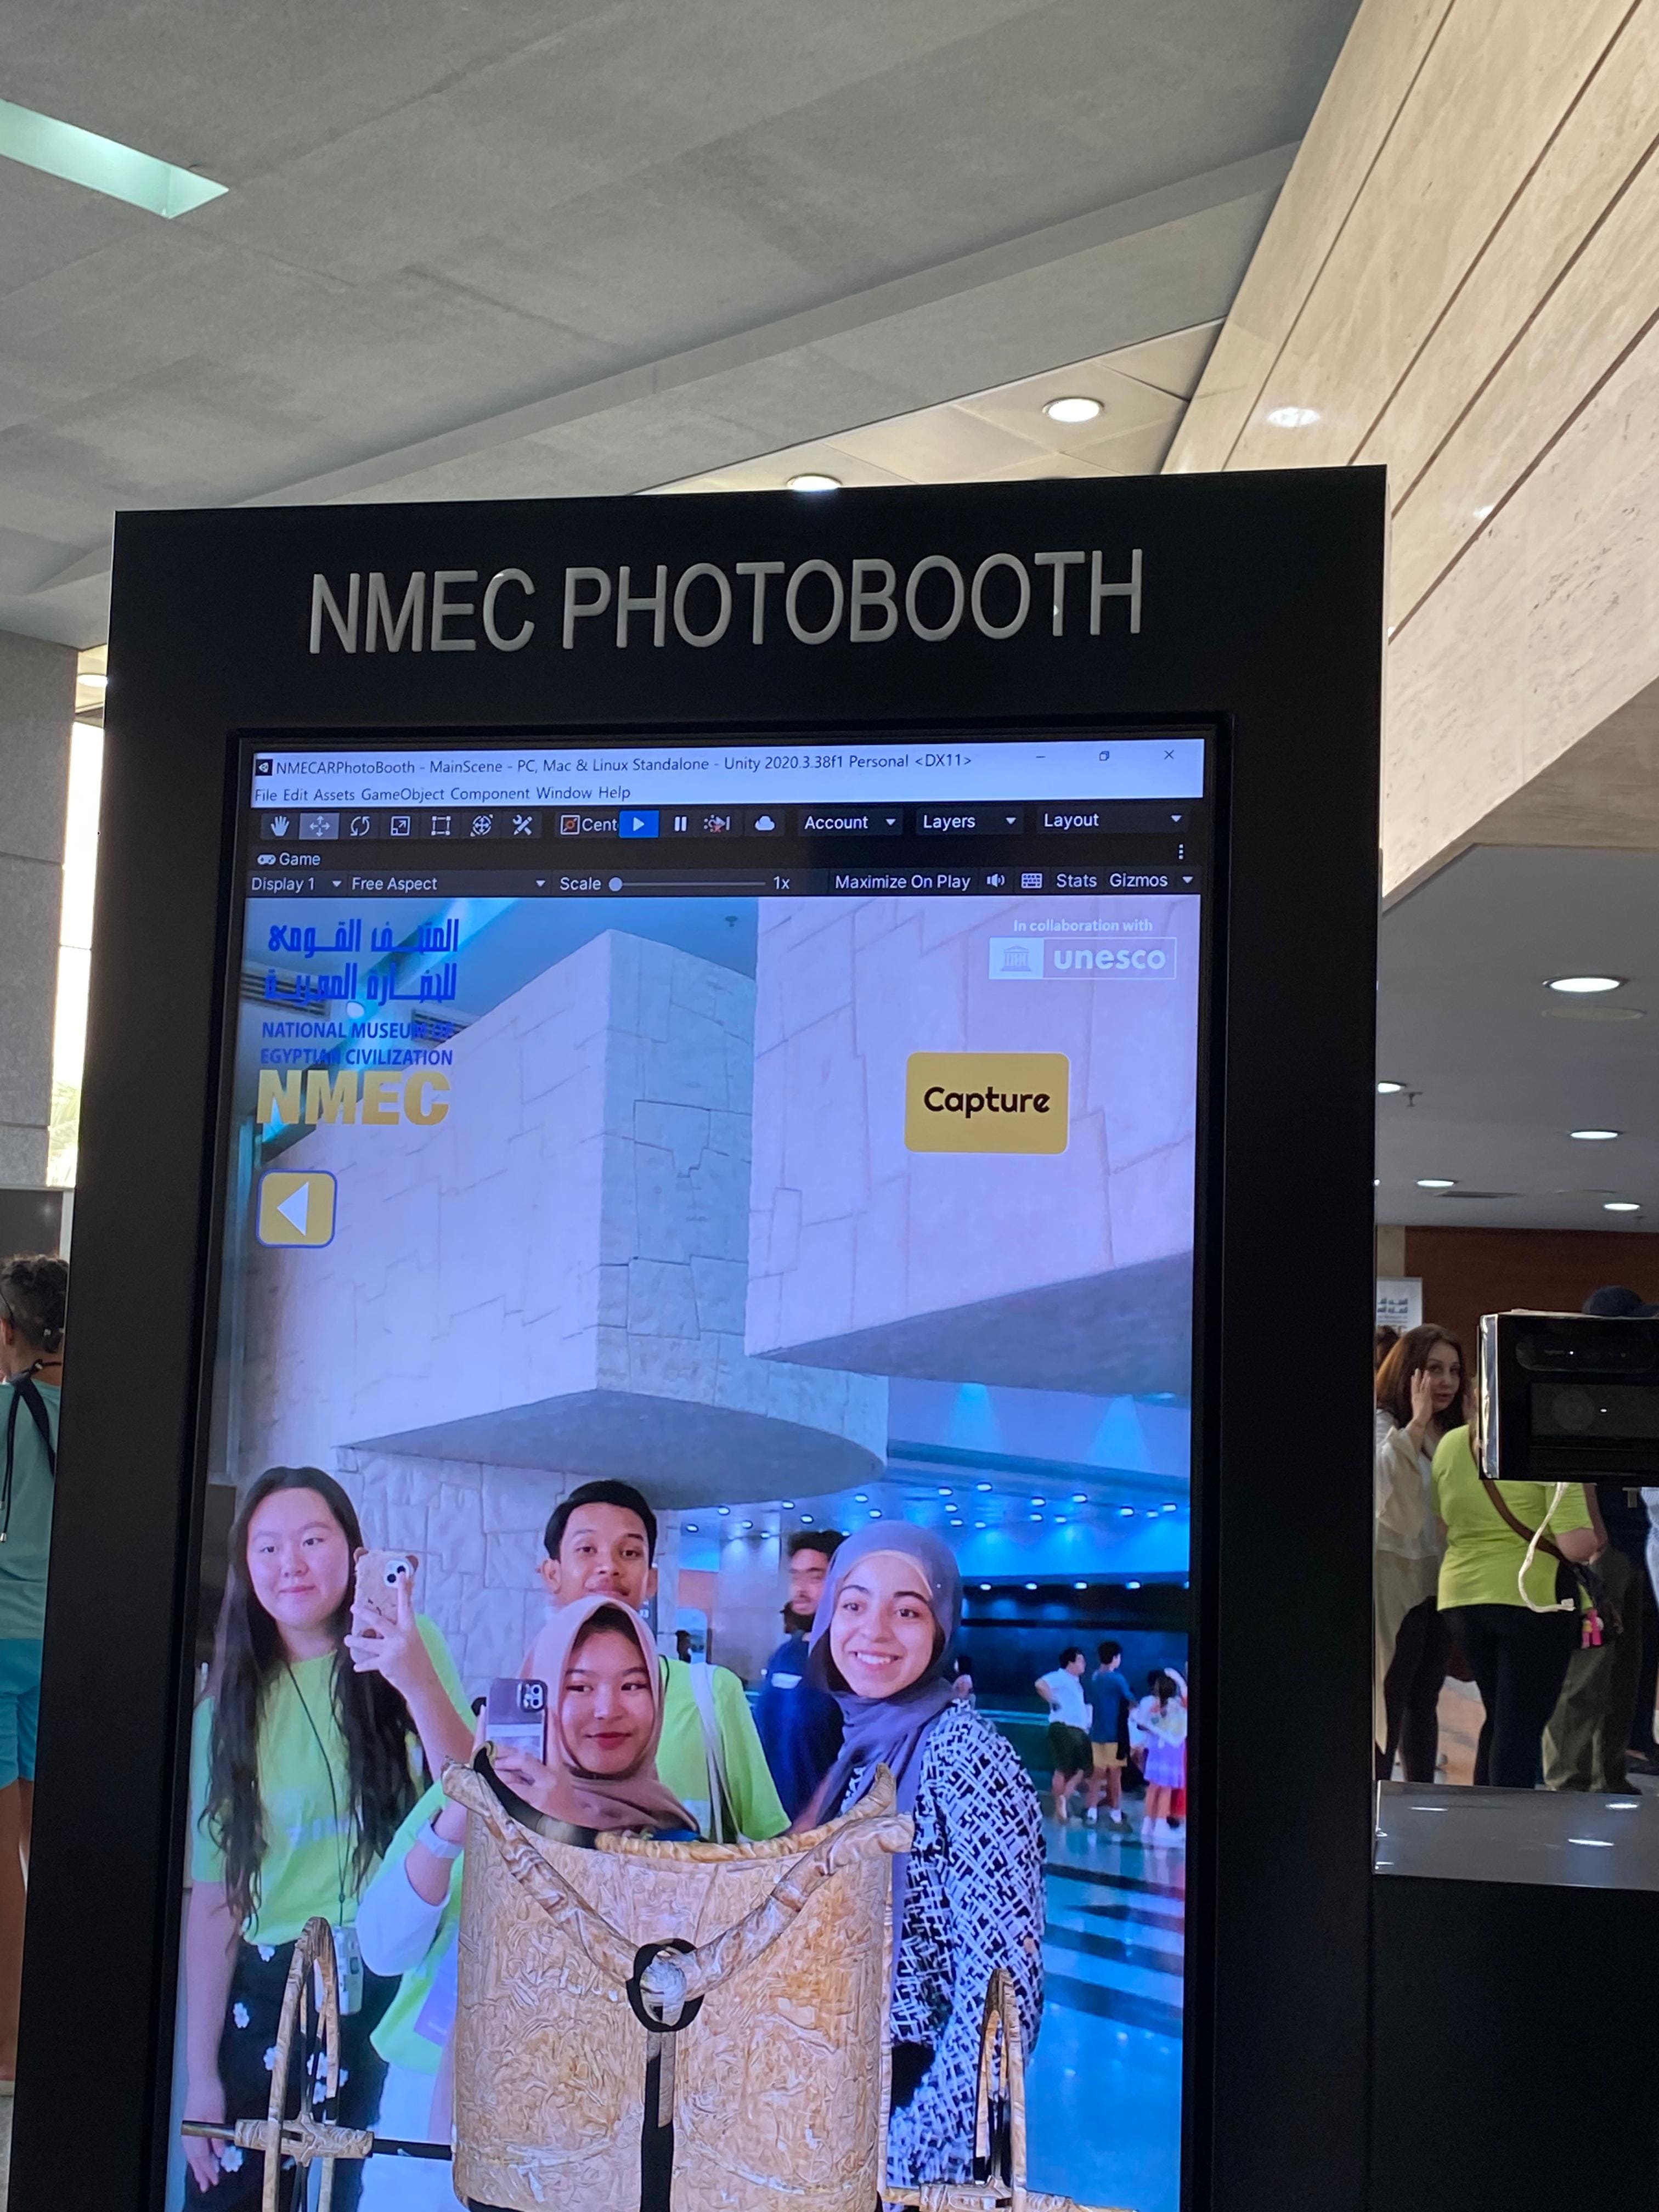 NMEC PHOTOBOOTH
NMECARPhotoBooth - MainScene - PC, Mac & Linux Standalone - Unity 2020.3.38f1 Personal <DX11>
File Edit Assets GameObject Component Window Help
Cent
Account
Layers
Layout
Game
Display 1
Free Aspect
Scale
1x
Maximize On Play
Stats
Gizmos
المتحف القومى
للحضارة المصرية
NATIONAL MUSEUM OF
EGYPTIAN CIVILIZATION
NMEC
In collaboration with
unesco
Capture